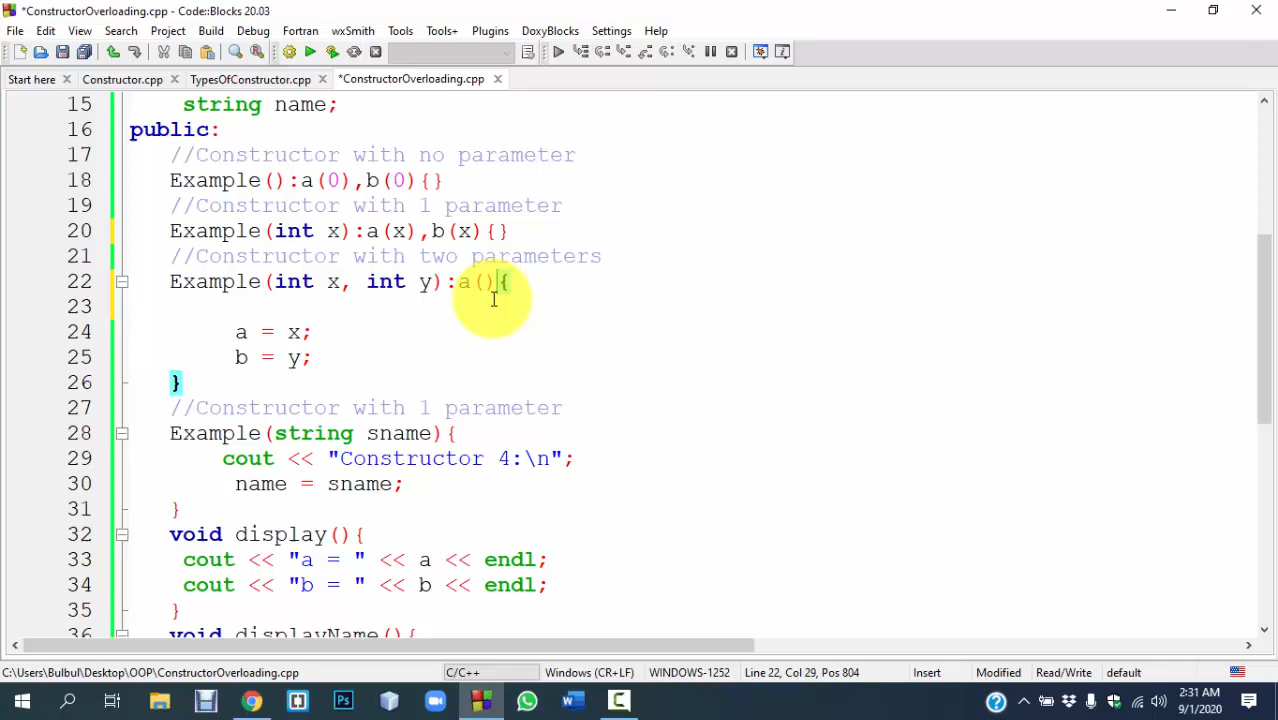 *ConstructorOverloading.cpp - Code::Blocks 20.03
File Edit View Search Project Build Debug Fortran wxSmith Tools Tools+ Plugins DoxyBlocks Settings Help
Start here Constructor.cpp TypesOfConstructor.cpp *ConstructorOverloading.cpp
15 string name;
16 public:
17 //Constructor with no parameter
18 Example():a(0),b(0){}
19 //Constructor with 1 parameter
20 Example(int x):a(x),b(x){}
21 //Constructor with two parameters
22 Example(int x, int y):a(){
23
24 a = x;
25 b = y;
26 }
27 //Constructor with 1 parameter
28 Example(string sname){
29 cout << "Constructor 4:\n";
30 name = sname;
31 }
32 void display(){
33 cout << "a = " << a << endl;
34 cout << "b = " << b << endl;
35 }
36 void displayName(){
C:\Users\Bulbul\Desktop\OOP\ConstructorOverloading.cpp C/C++ Windows (CR+LF) WINDOWS-1252 Line 22, Col 29, Pos 804 Insert Modified Read/Write default
2:31 AM
9/1/2020